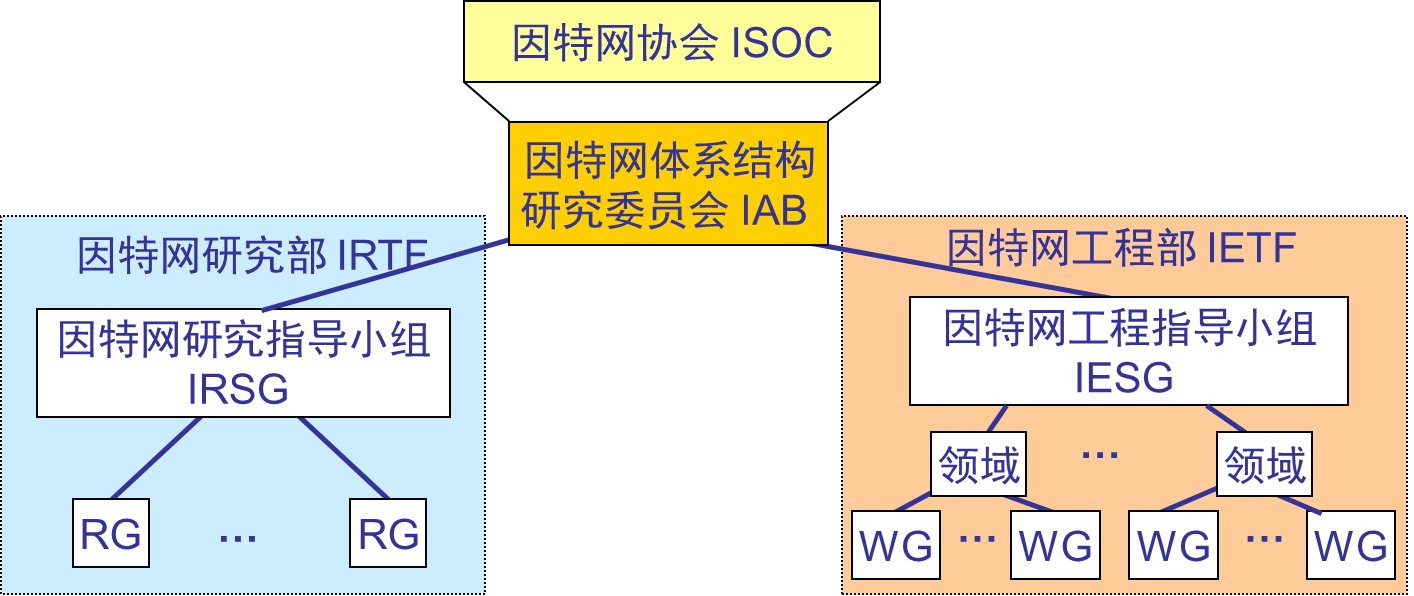 因特网协会 ISOC
因特网体系结构
研究委员会 IAB
因特网研究部 IRTF
因特网工程部 IETF
因特网研究指导小组
IRSG
因特网工程指导小组
IESG
领域 … 领域
RG … RG
WG … WG WG … WG